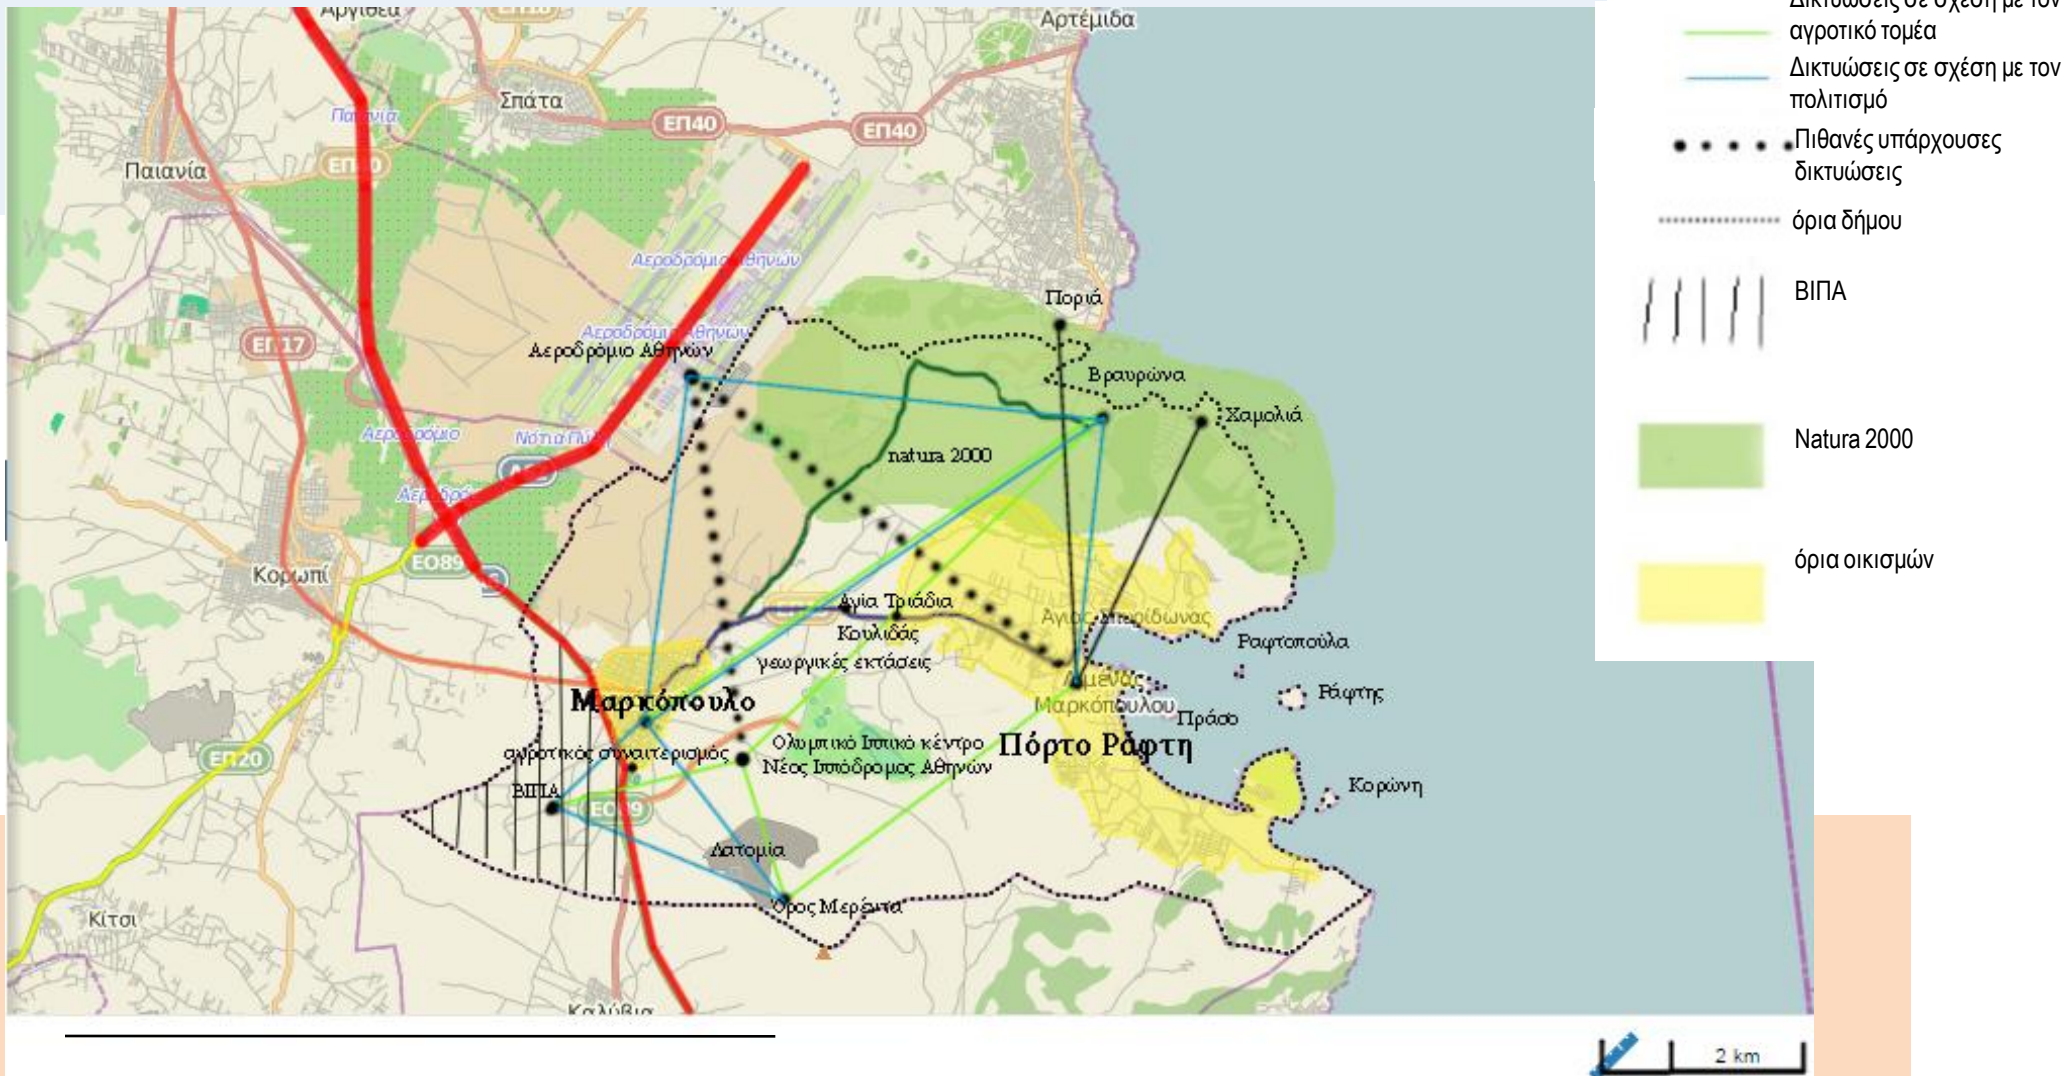 Αργιθέα
Αρτέμιδα
Σπάτα
ΕΠ40
ΕΠ40
Παιανία
Αεροδρόμιο Αθηνών
Ποριά
Αεροδρόμιο Αθηνών
ΕΠ17
Αεροδρόμιο Αθηνών
Βραυρώνα
Χαμολιά
Αεροδρόμιο
Νότια Πύλη
natura 2000
ΕΟ89
Κορωπί
Αγία Τριάδια
Άγιος Σπυρίδωνας
Κουλιδάς
Ραφτοπούλα
γεωργικές εκτάσεις
Λιμένας
Μαρκόπουλου
Ράφτης
Μαρκόπουλο
Πράσο
Ολυμπικό Ιππικό κέντρο
Πόρτο Ράφτη
αγροτικός συναιτερισμός
Νέος Ιππόδρομος Αθηνών
ΕΠ20
ΒΙΠΑ
Κορώνη
Λατομία
Όρος Μερέντα
Κίτσι
Καλύβια
Δικτυώσεις σε σχέση με τον
αγροτικό τομέα
Δικτυώσεις σε σχέση με τον
πολιτισμό
Πιθανές υπάρχουσες
δικτυώσεις
όρια δήμου
ΒΙΠΑ
Natura 2000
όρια οικισμών
2 km